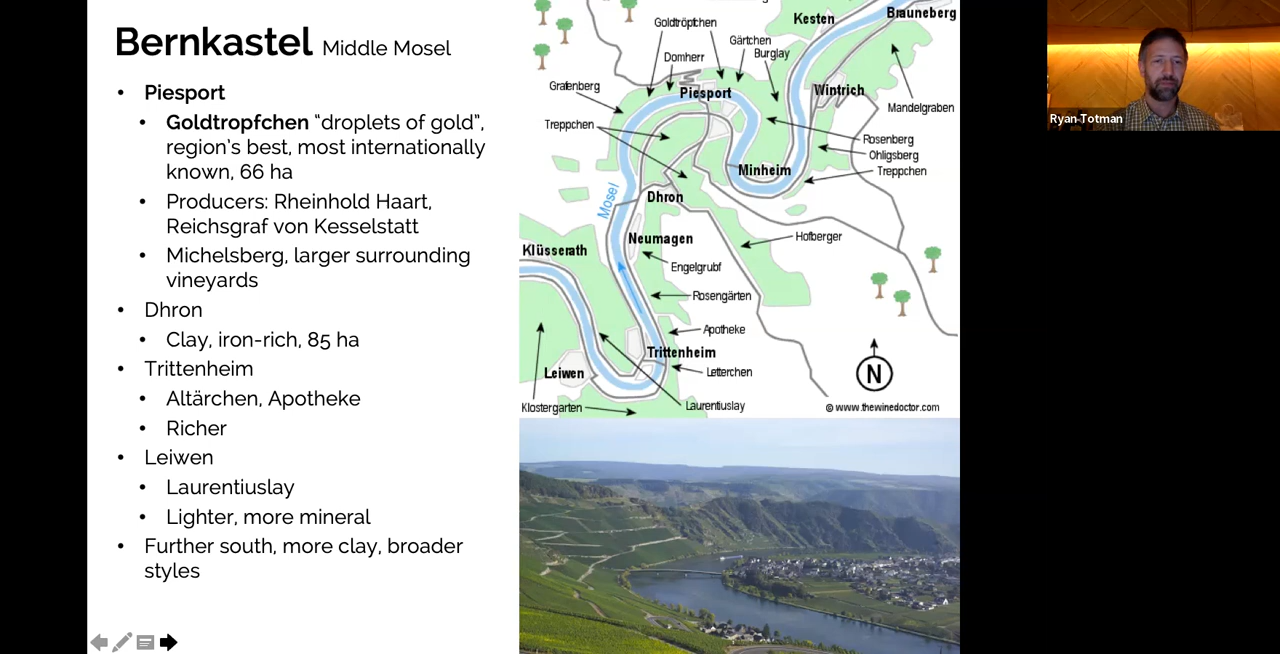 Bernkastel Middle Mosel
• Piesport
• Goldtropfchen “droplets of gold”,
region’s best, most internationally
known, 66 ha
• Producers: Rheinhold Haart,
Reichsgraf von Kesselstatt
• Michelsberg, larger surrounding
vineyards
• Dhron
• Clay, iron-rich, 85 ha
• Trittenheim
• Altärchen, Apotheke
• Richer
• Leiwen
• Laurentiuslay
• Lighter, more mineral
• Further south, more clay, broader
styles
Kesten
Brauneberg
Goldtröpfchen
Gärtchen
Burglay
Domherr
Grafenberg
Piesport
Wintrich
Mandelgraben
Treppchen
Rosenberg
Ohligsberg
Treppchen
Minheim
Mosel
Dhron
Hofberger
Neumagen
Klüsserath
Engelgrubf
Rosengärten
Apotheke
Trittenheim
Leiwen
Letterchen
Klostergarten
Laurentiuslay
N
© www.thewinedoctor.com
Ryan Totman